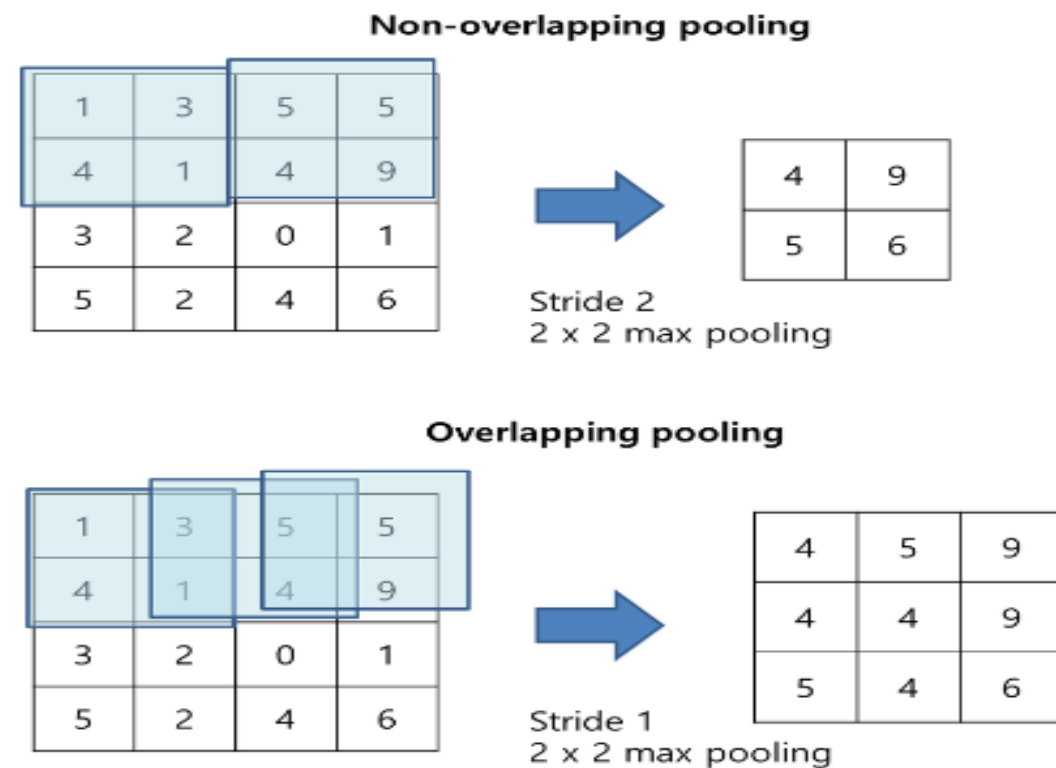 Non-overlapping pooling
1 3 5 5
4 1 4 9
3 2 0 1
5 2 4 6
4 9
5 6
Stride 2
2 x 2 max pooling
Overlapping pooling
1 3 5 5
4 1 4 9
3 2 0 1
5 2 4 6
4 5 9
4 4 9
5 4 6
Stride 1
2 x 2 max pooling